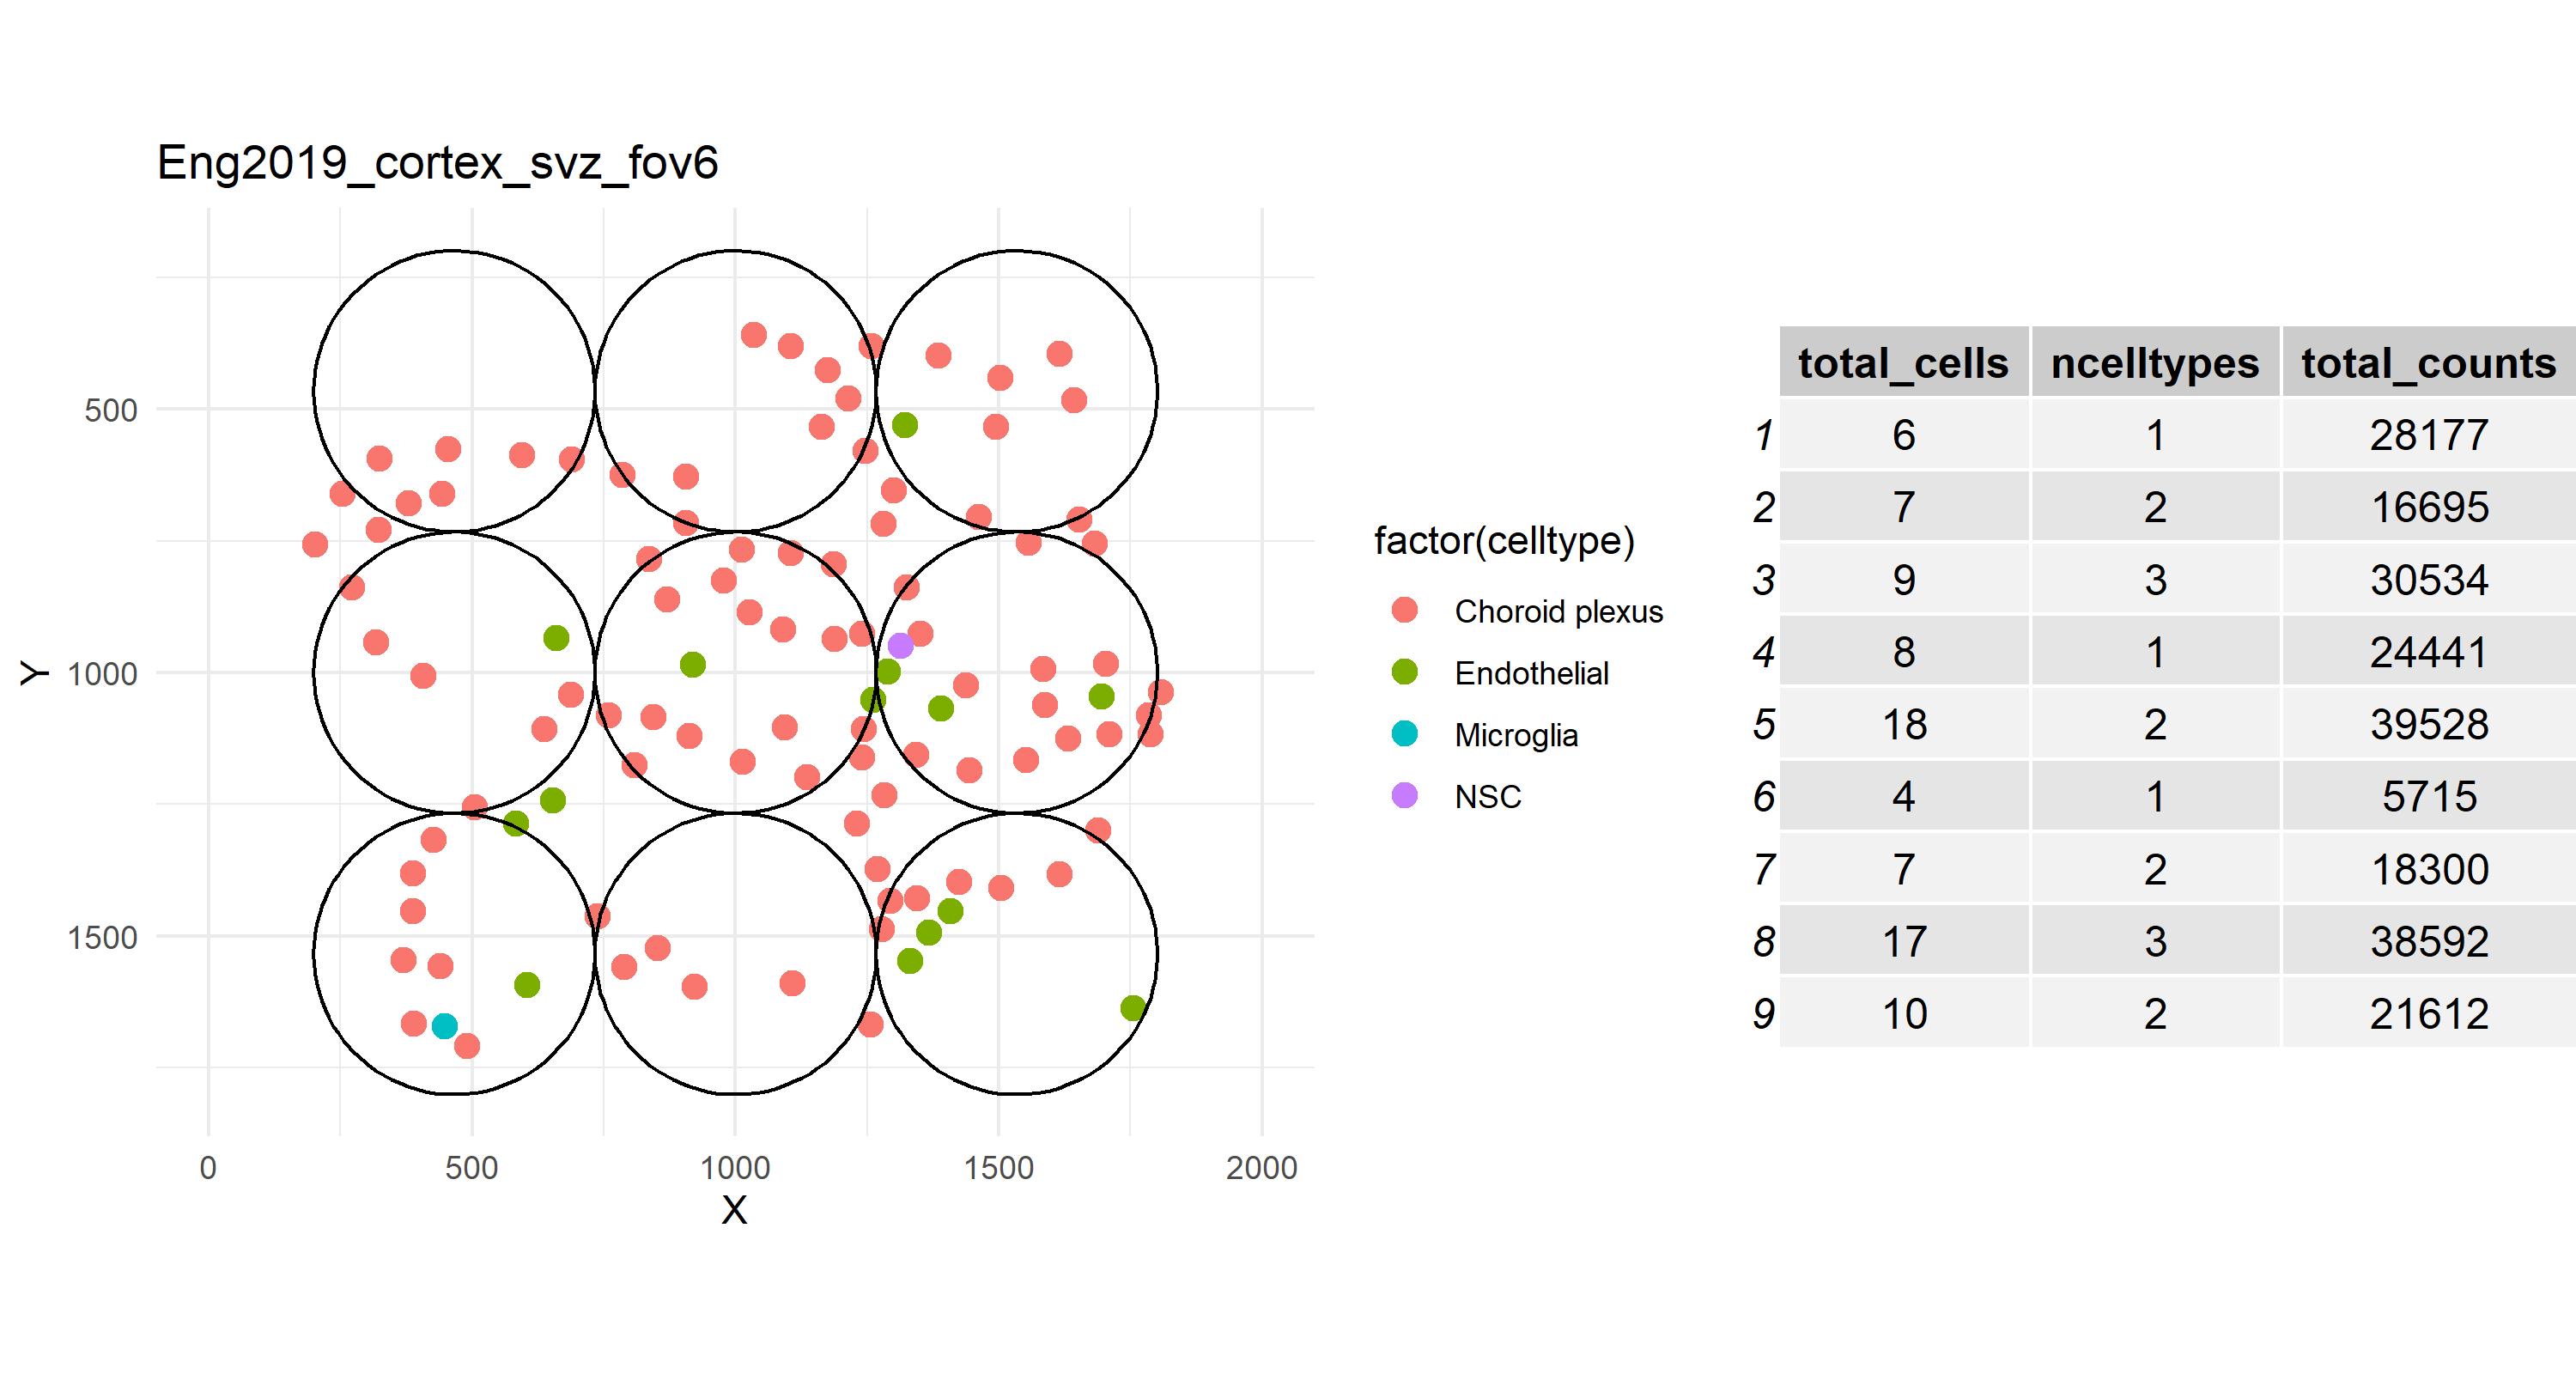 Eng2019_cortex_svz_fov6
500
1000
1500
Y
0 500 1000 1500 2000
X
factor(celltype)
Choroid plexus
Endothelial
Microglia
NSC
total_cells ncelltypes total_counts
1 6 1 28177
2 7 2 16695
3 9 3 30534
4 8 1 24441
5 18 2 39528
6 4 1 5715
7 7 2 18300
8 17 3 38592
9 10 2 21612